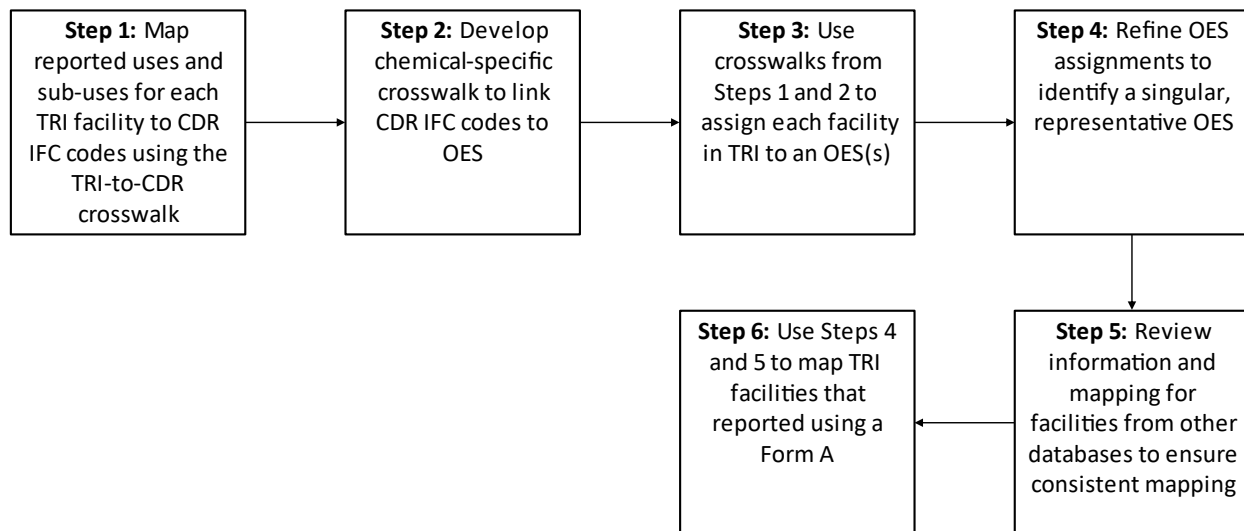 Step 1: Map
reported uses and
sub-uses for each
TRI facility to CDR
IFC codes using the
TRI-to-CDR
crosswalk
Step 2: Develop
chemical-specific
crosswalk to link
CDR IFC codes to
OES
Step 3: Use
crosswalks from
Steps 1 and 2 to
assign each facility
in TRI to an OES(s)
Step 4: Refine OES
assignments to
identify a singular,
representative OES
Step 5: Review
information and
mapping for
facilities from other
databases to ensure
consistent mapping
Step 6: Use Steps 4
and 5 to map TRI
facilities that
reported using a
Form A